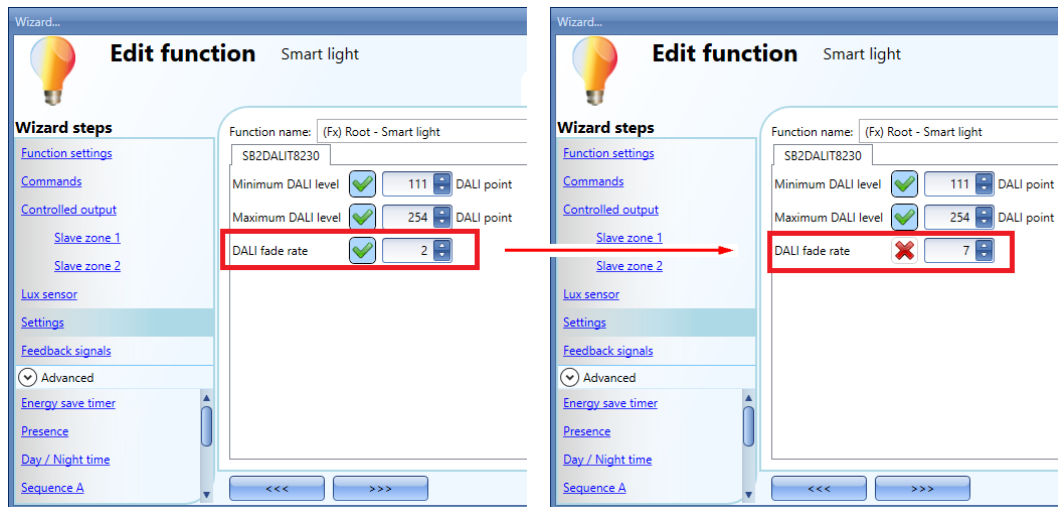 Wizard...
Edit function Smart light
Wizard steps
Function settings
Commands
Controlled output
Slave zone 1
Slave zone 2
Lux sensor
Settings
Feedback signals
Advanced
Energy save timer
Presence
Day / Night time
Sequence A
Function name: (Fx) Root - Smart light
SB2DALIT8230
Minimum DALI level 111 DALI point
Maximum DALI level 254 DALI point
DALI fade rate 2
<<< >>>
Wizard...
Edit function Smart light
Wizard steps
Function settings
Commands
Controlled output
Slave zone 1
Slave zone 2
Lux sensor
Settings
Feedback signals
Advanced
Energy save timer
Presence
Day / Night time
Sequence A
Function name: (Fx) Root - Smart light
SB2DALIT8230
Minimum DALI level 111 DALI point
Maximum DALI level 254 DALI point
DALI fade rate 7
<<< >>>